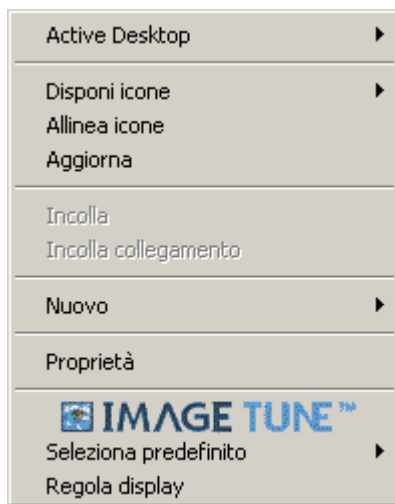 Active Desktop
Disponi icone
Allinea icone
Aggiorna
Incolla
Incolla collegamento
Nuovo
Proprietà
IMAGE TUNE™
Seleziona predefinito
Regola display